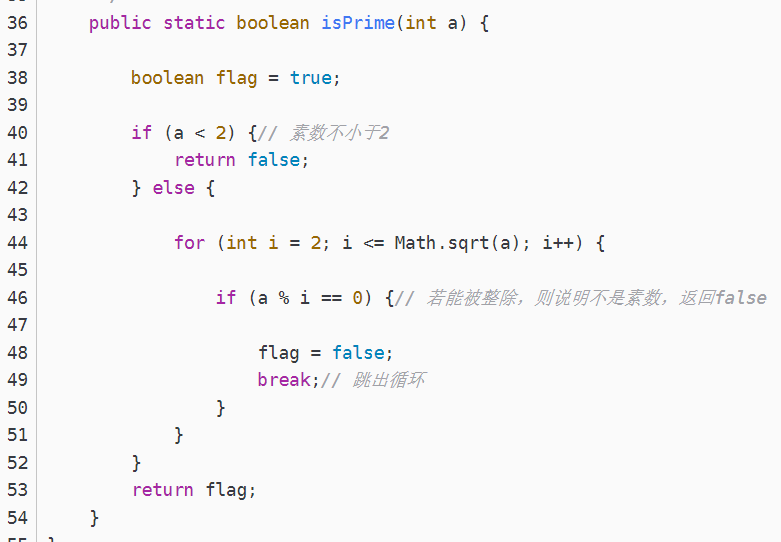 36 public static boolean isPrime(int a) {
37
38 boolean flag = true;
39
40 if (a < 2) {// 素数不小于2
41 return false;
42 } else {
43
44 for (int i = 2; i <= Math.sqrt(a); i++) {
45
46 if (a % i == 0) {// 若能被整除，则说明不是素数，返回false
47
48 flag = false;
49 break;// 跳出循环
50 }
51 }
52 }
53 return flag;
54 }